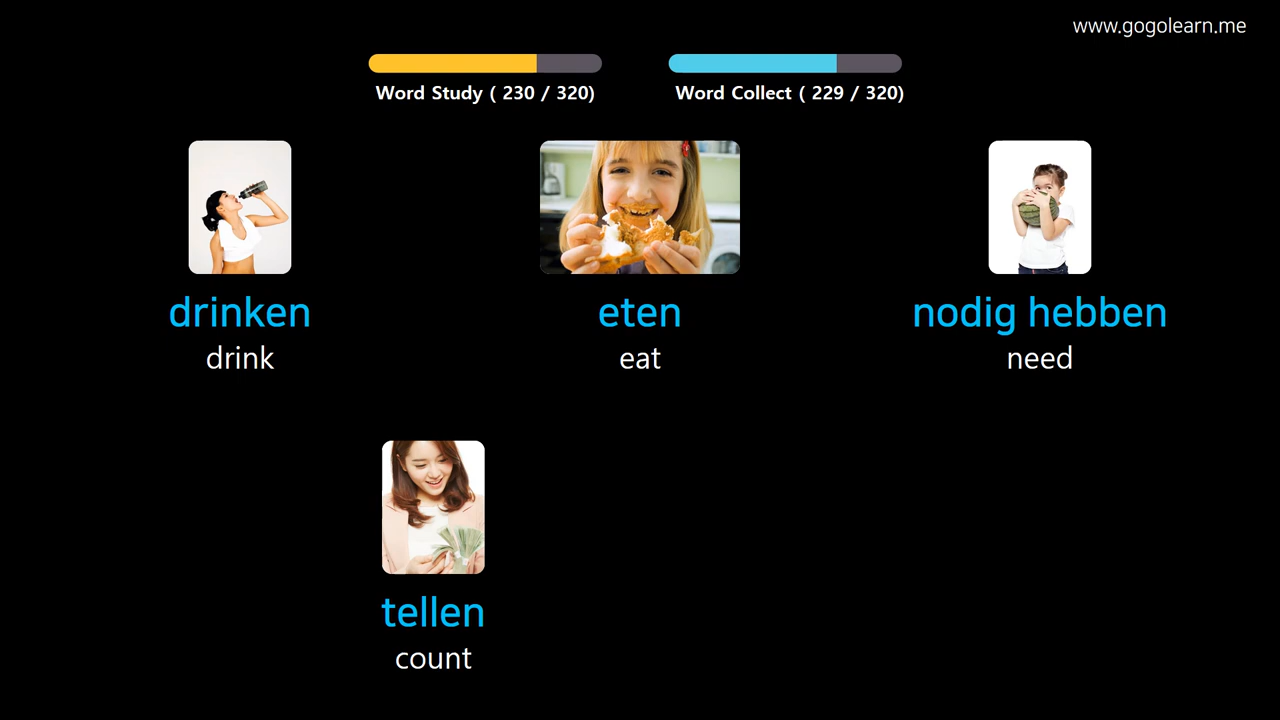 www.gogolearn.me
Word Study ( 230 / 320)
Word Collect ( 229 / 320)
drinken
drink
eten
eat
nodig hebben
need
tellen
count